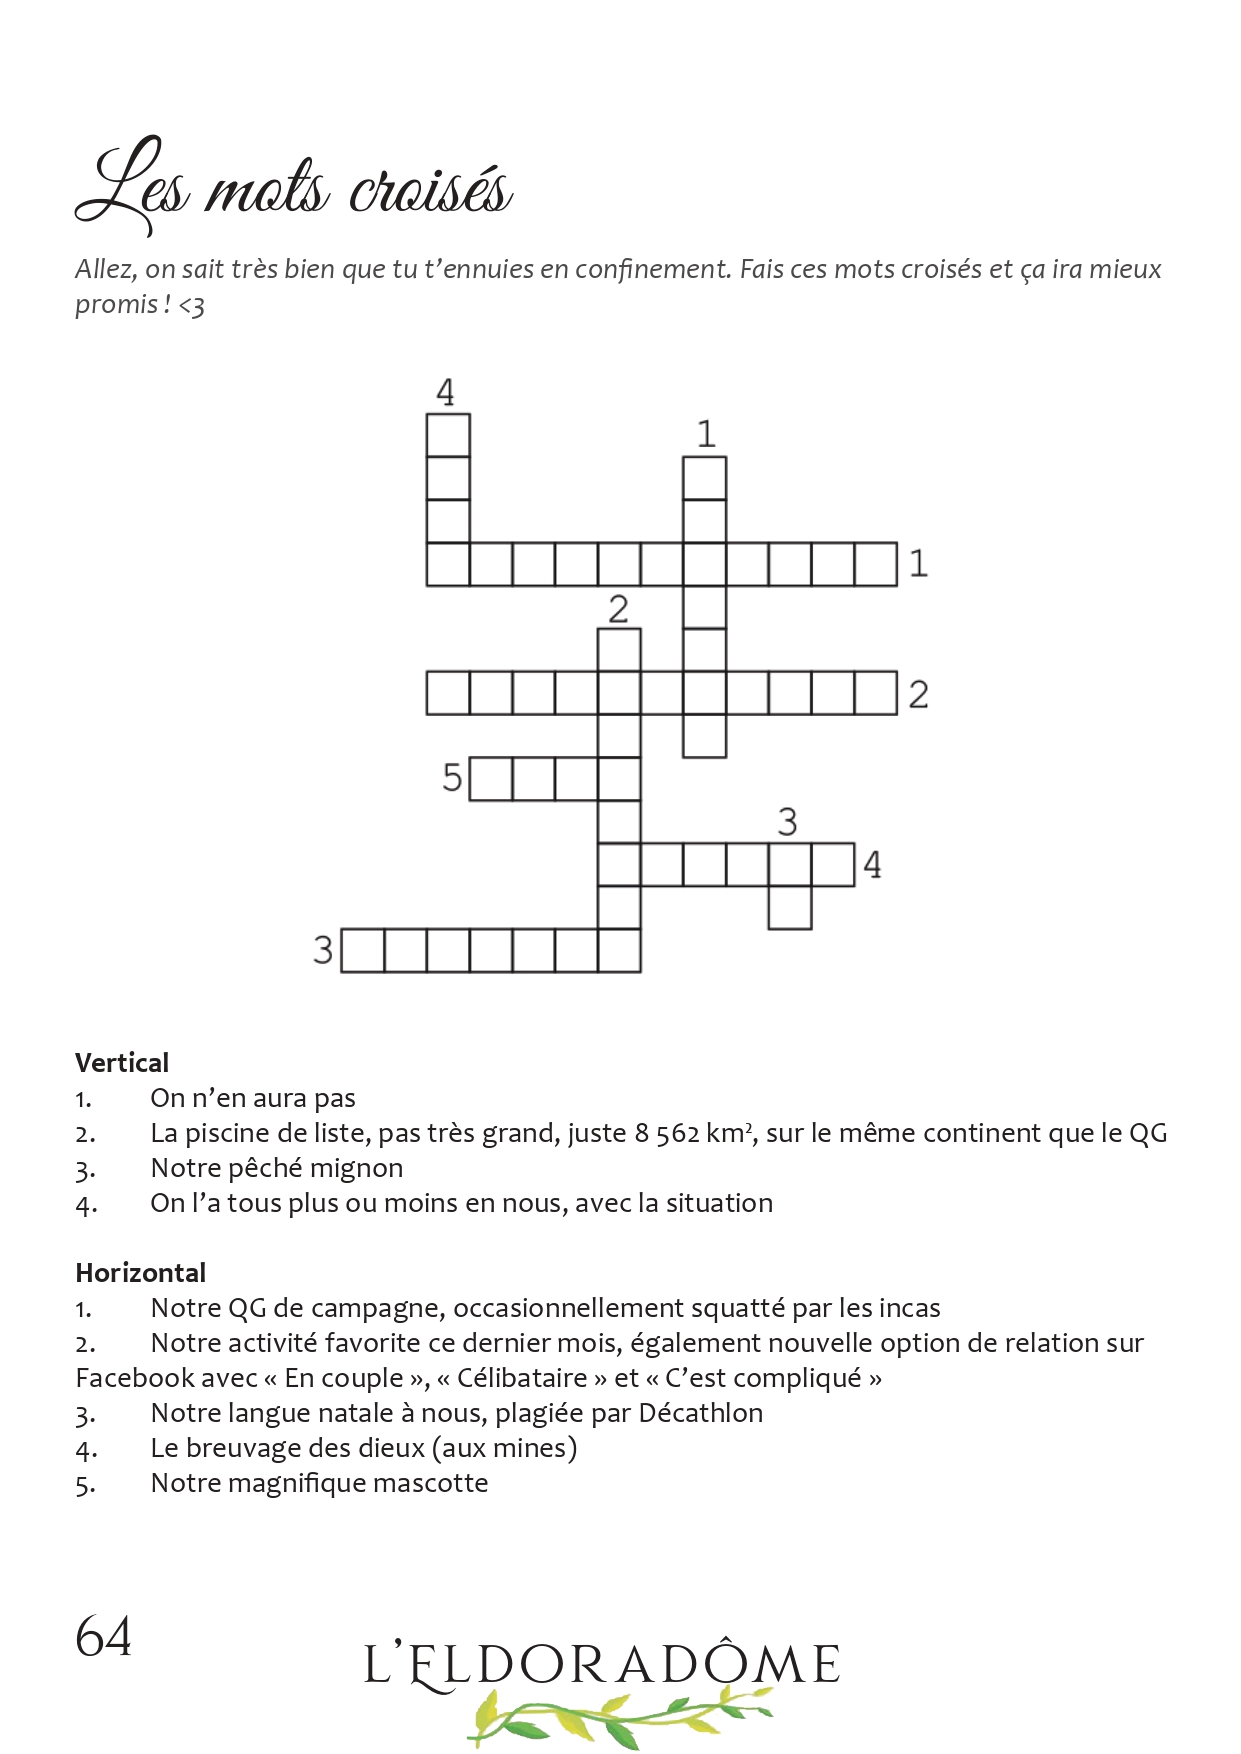 Les mots croisés
Allez, on sait très bien que tu t’ennuies en confinement. Fais ces mots croisés et ça ira mieux
promis ! <3
4
1
1
2
2
5
3
4
3
Vertical
1. On n’en aura pas
2. La piscine de liste, pas très grand, juste 8 562 km², sur le même continent que le QG
3. Notre pêché mignon
4. On l’a tous plus ou moins en nous, avec la situation
Horizontal
1. Notre QG de campagne, occasionnellement squatté par les incas
2. Notre activité favorite ce dernier mois, également nouvelle option de relation sur
Facebook avec « En couple », « Célibataire » et « C’est compliqué »
3. Notre langue natale à nous, plagiée par Décathlon
4. Le breuvage des dieux (aux mines)
5. Notre magnifique mascotte
64
L’ELDORADÔME